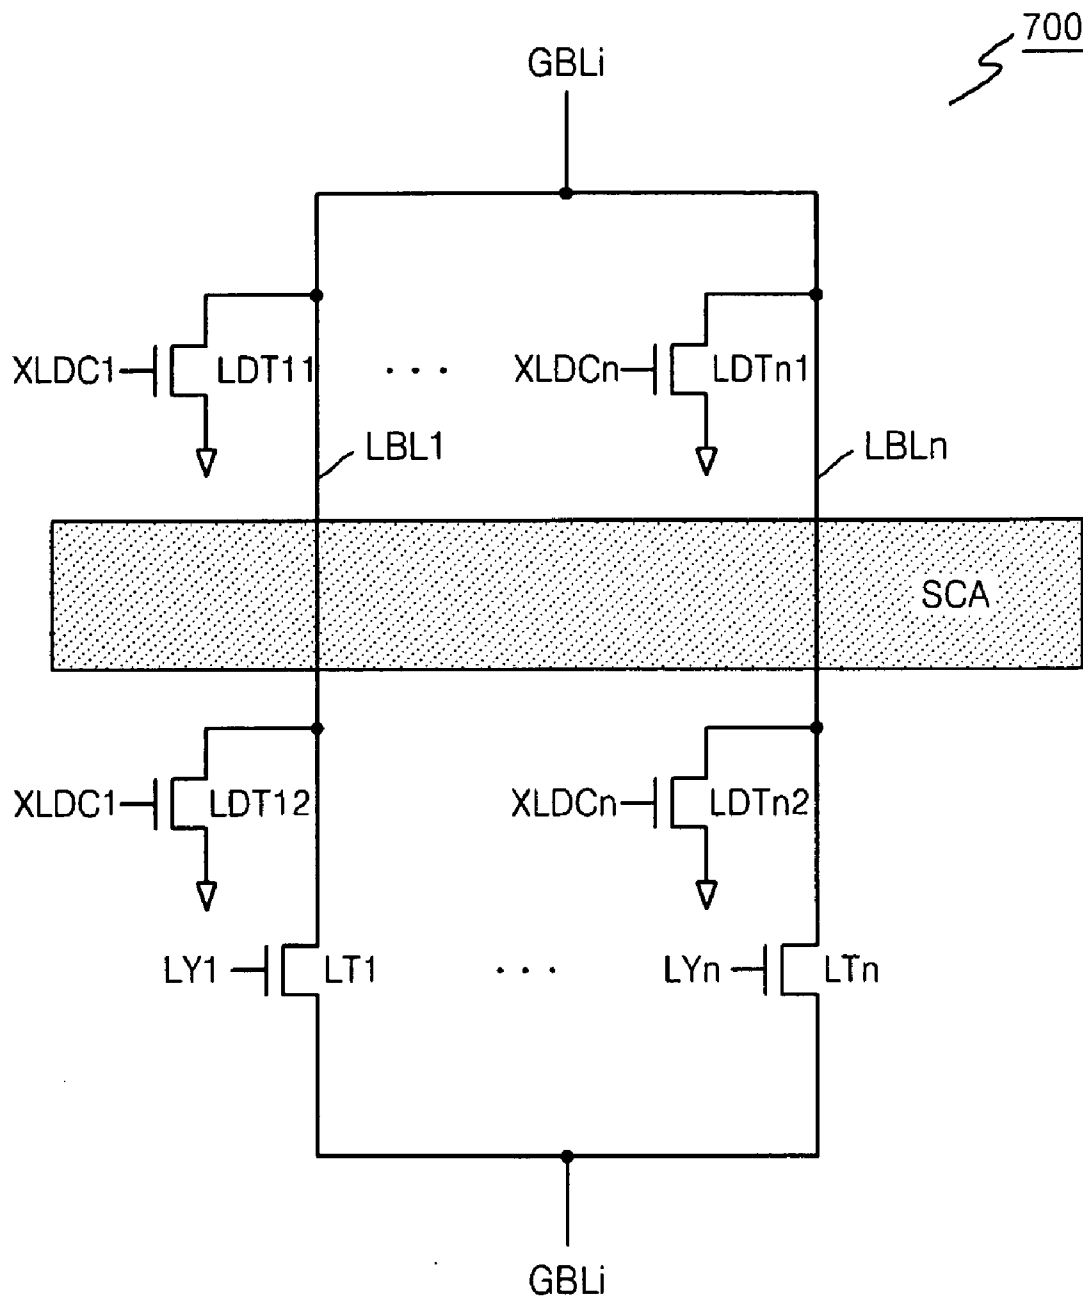 700
GBLi
XLDC1 LDT11 . . . XLDCn LDTn1
LBL1 LBLn
SCA
XLDC1 LDT12 XLDCn LDTn2
LY1 LT1 . . . LYn LTn
GBLi